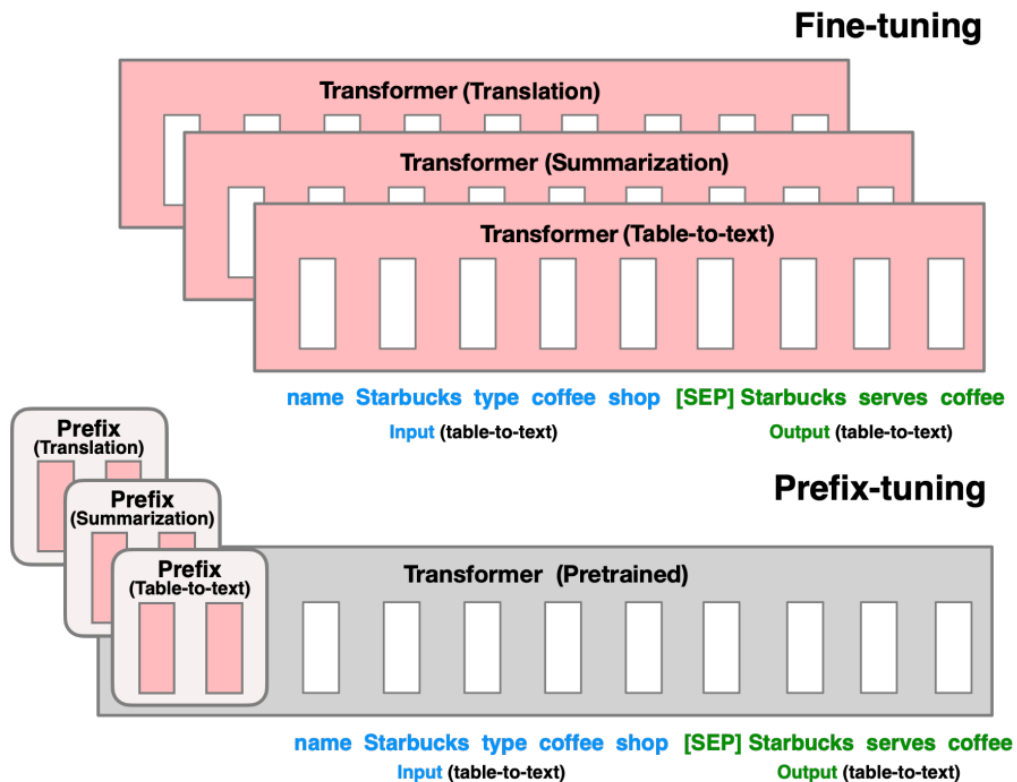 Fine-tuning
Transformer (Translation)
Transformer (Summarization)
Transformer (Table-to-text)
name Starbucks type coffee shop [SEP] Starbucks serves coffee
Input (table-to-text) Output (table-to-text)
Prefix
(Translation)
Prefix-tuning
Prefix
(Summarization)
Prefix
(Table-to-text)
Transformer (Pretrained)
name Starbucks type coffee shop [SEP] Starbucks serves coffee
Input (table-to-text) Output (table-to-text)